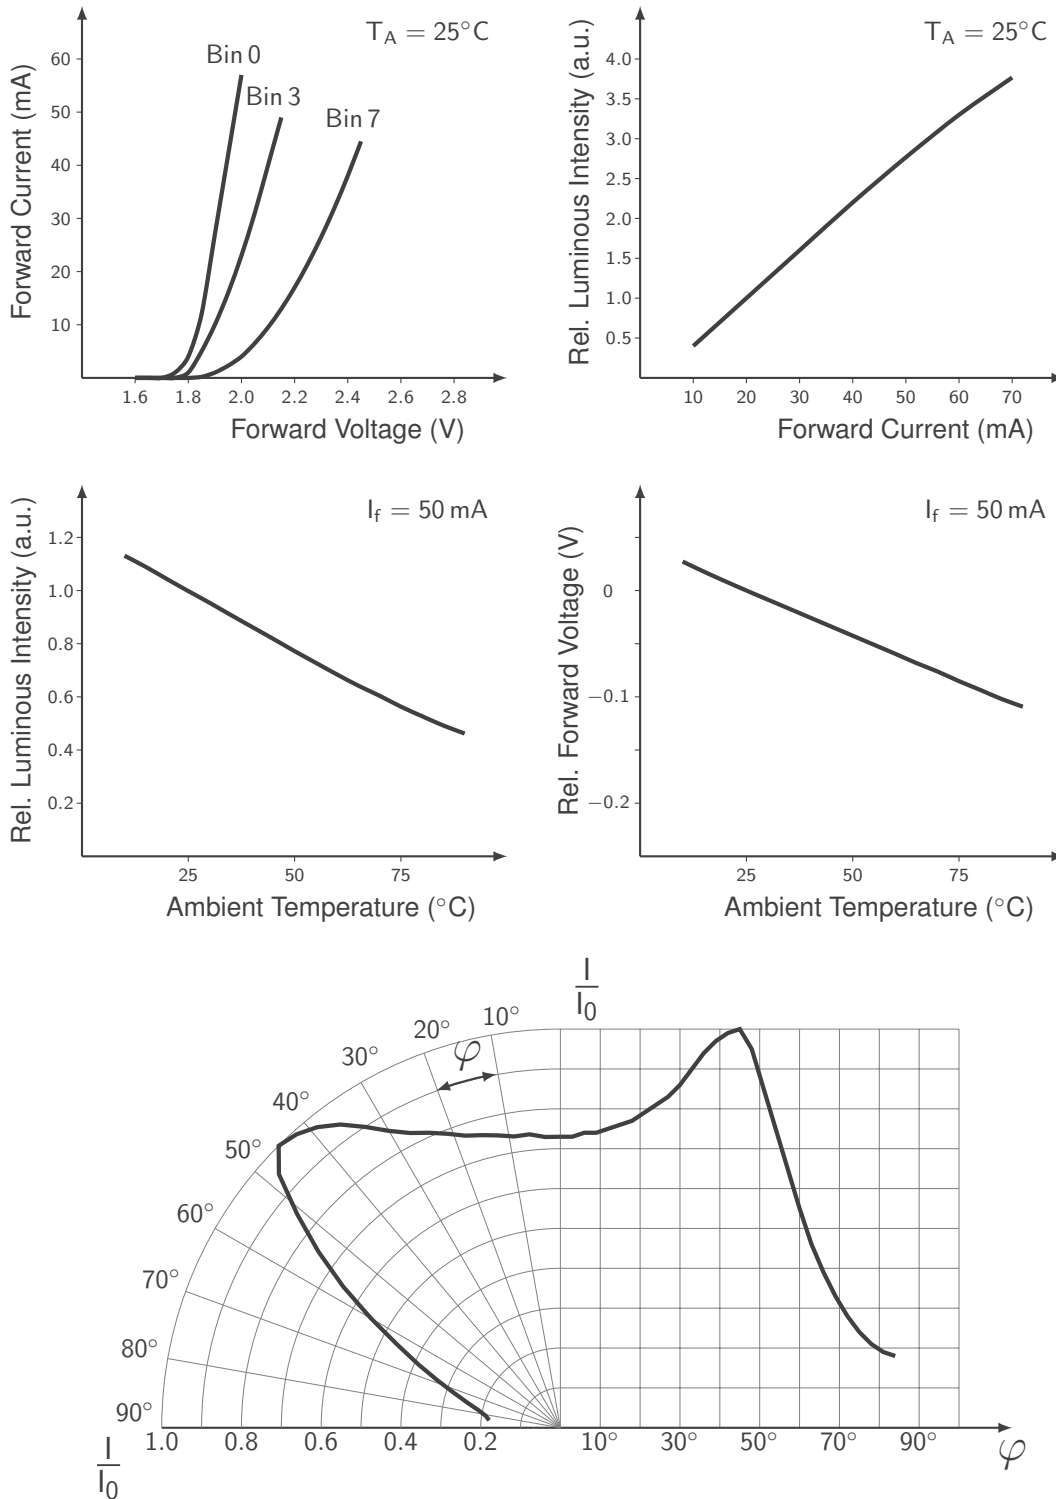 T_A = 25°C
Forward Current (mA)
60
50
40
30
20
10
Bin 0
Bin 3
Bin 7
1.6 1.8 2.0 2.2 2.4 2.6 2.8
Forward Voltage (V)
T_A = 25°C
Rel. Luminous Intensity (a.u.)
4.0
3.5
3.0
2.5
2.0
1.5
1.0
0.5
10 20 30 40 50 60 70
Forward Current (mA)
I_f = 50 mA
Rel. Luminous Intensity (a.u.)
1.2
1.0
0.8
0.6
0.4
0.2
25 50 75
Ambient Temperature (°C)
I_f = 50 mA
Rel. Forward Voltage (V)
0
−0.1
−0.2
25 50 75
Ambient Temperature (°C)
I
I_0
10°
20°
φ
30°
40°
50°
60°
70°
80°
90°
1.0 0.8 0.6 0.4 0.2 10° 30° 50° 70° 90° φ
I
I_0